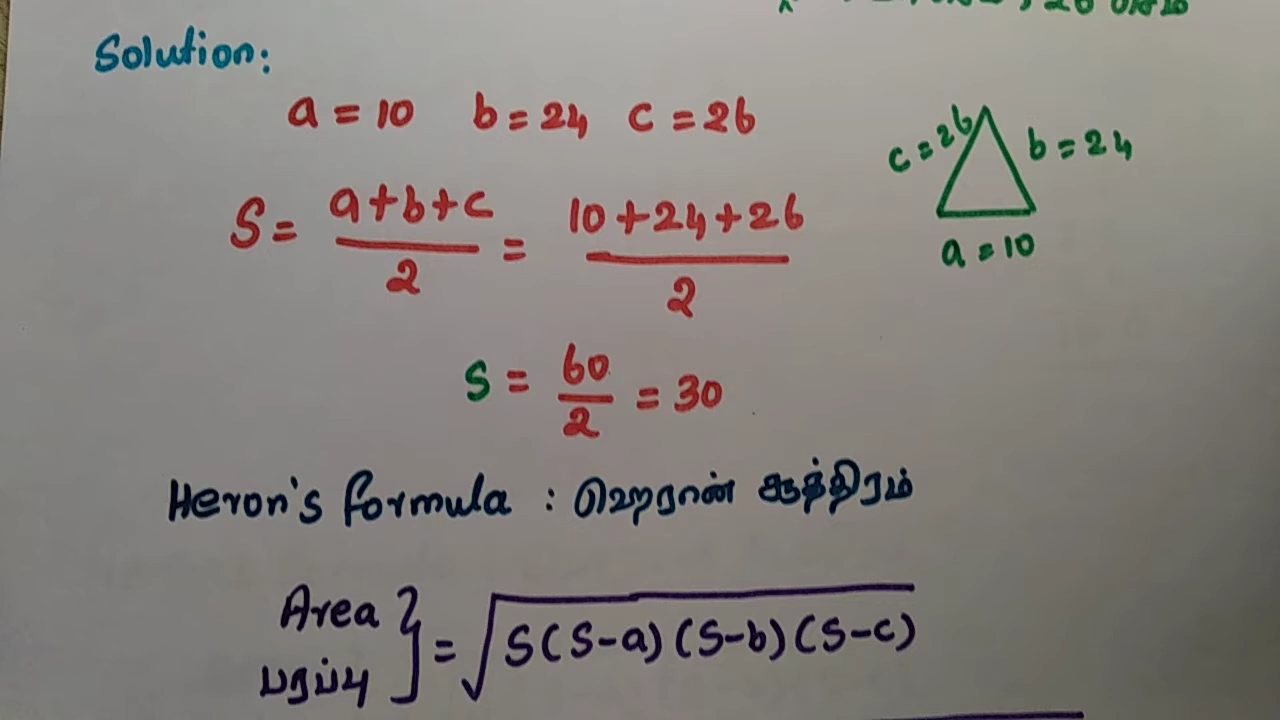 , 26
Solution:
a = 10 b = 24 c = 26
c = 26 b = 24
a = 10
S = a+b+c/2 = 10+24+26/2
S = 60/2 = 30
Heron's formula : ஹெரான் சூத்திரம்
Area
பரப்பு } = √S(S-a)(S-b)(S-c)